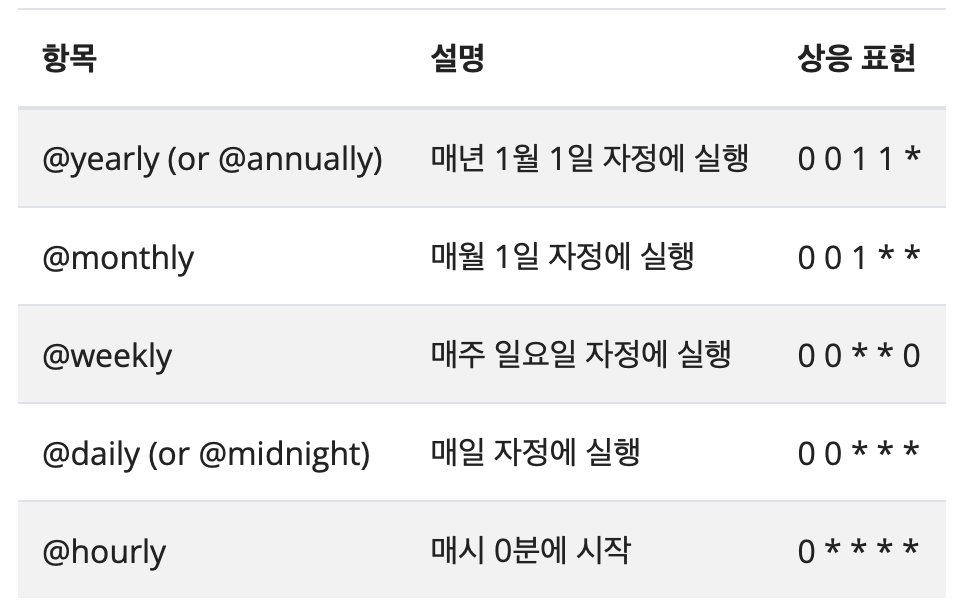 항목 설명 상응 표현
@yearly (or @annually) 매년 1월 1일 자정에 실행 0 0 1 1 *
@monthly 매월 1일 자정에 실행 0 0 1 * *
@weekly 매주 일요일 자정에 실행 0 0 * * 0
@daily (or @midnight) 매일 자정에 실행 0 0 * * *
@hourly 매시 0분에 시작 0 * * * *